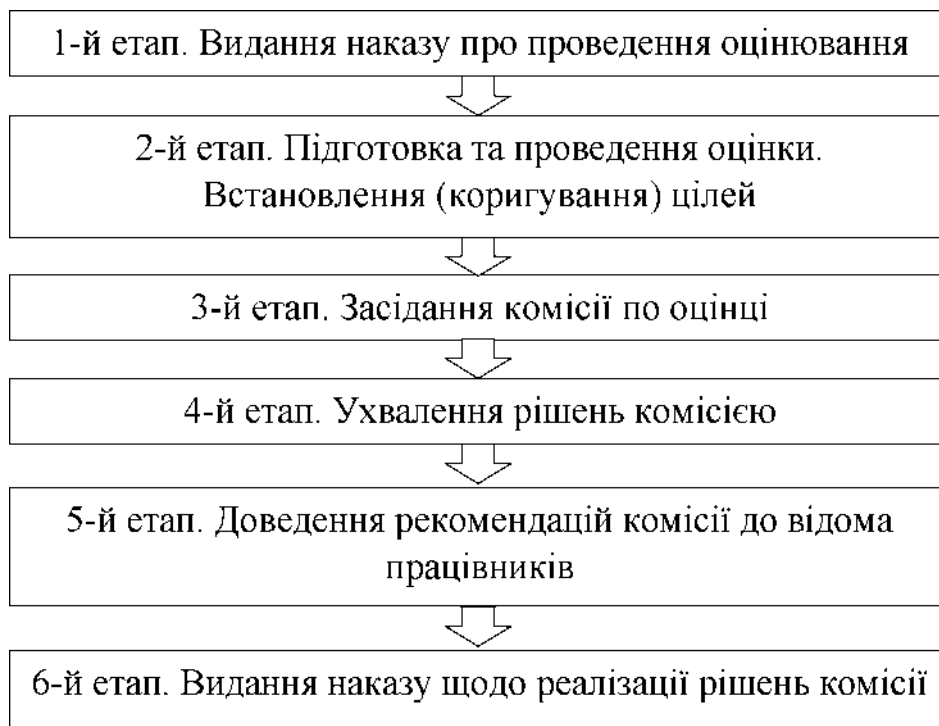 1-й етап. Видання наказу про проведення оцінювання
2-й етап. Підготовка та проведення оцінки.
Встановлення (коригування) цілей
3-й етап. Засідання комісії по оцінці
4-й етап. Ухвалення рішень комісією
5-й етап. Доведення рекомендацій комісії до відома
працівників
6-й етап. Видання наказу щодо реалізації рішень комісії